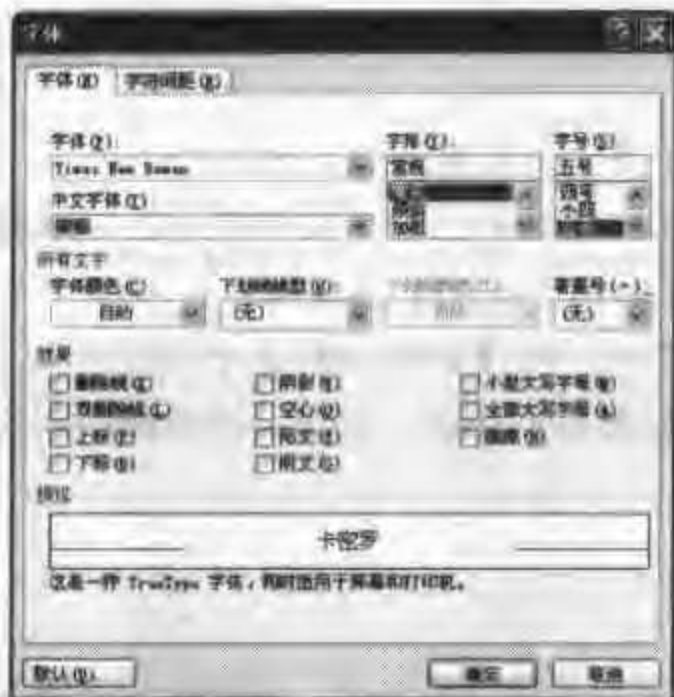 字体
字体(N) 字符间距(R)
字体(F): 字形(Y): 字号(S):
Times New Roman 常规 五号
中文字体(T) 四号
宋体 常规 小四
加粗
所有文字
字体颜色(C): 下划线线型(U): 着重号(·):
自动 (无) (无)
效果
删除线(K) 阴影(W) 小型大写字母(M)
双删除线(L) 空心(O) 全部大写字母(A)
上标(P) 阳文(E) 隐藏(H)
下标(B) 阴文(G)
预览
卡密罗
这是一种 TrueType 字体，同时适用于屏幕和打印机。
默认(D). 确定 取消